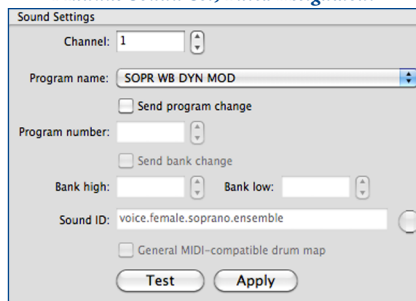 Sound Settings
Channel: 1
Program name: SOPR WB DYN MOD
Send program change
Program number:
Send bank change
Bank high: Bank low:
Sound ID: voice.female.soprano.ensemble
General MIDI-compatible drum map
Test Apply